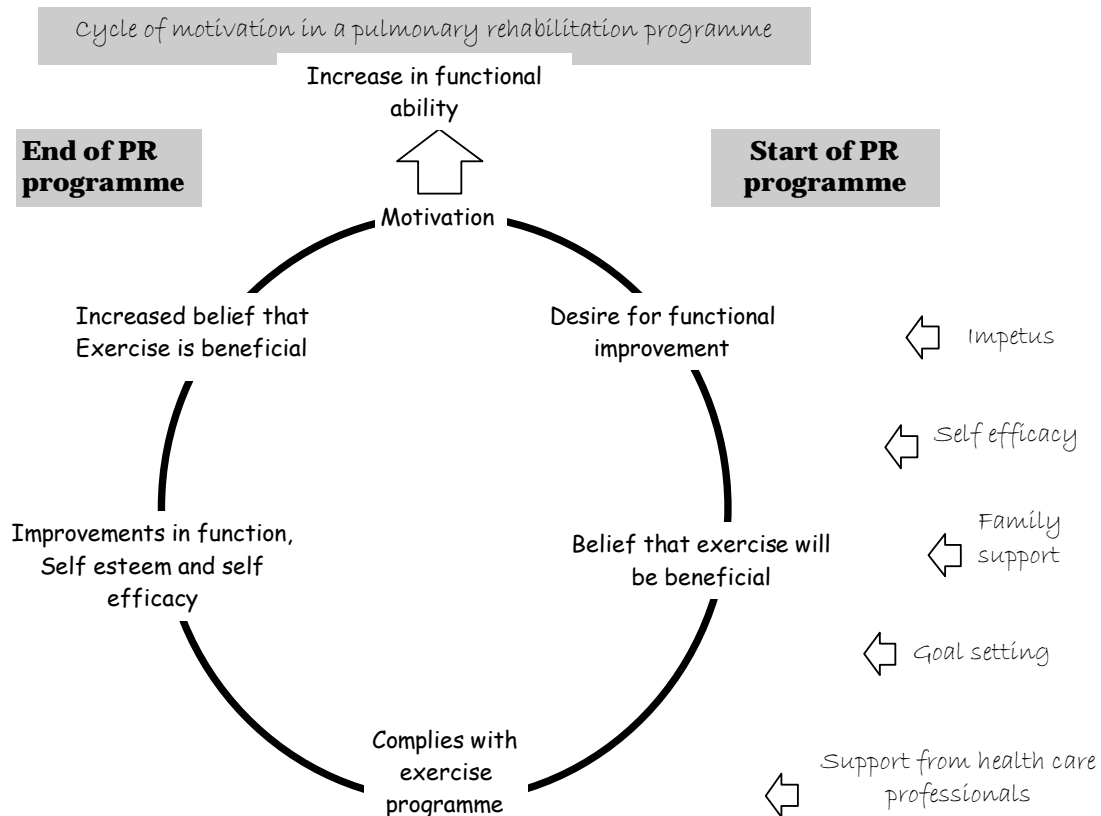 Cycle of motivation in a pulmonary rehabilitation programme
Increase in functional
ability
End of PR
programme
Start of PR
programme
Motivation
Increased belief that
Exercise is beneficial
Desire for functional
improvement
Impetus
Self efficacy
Improvements in function,
Self esteem and self
efficacy
Belief that exercise will
be beneficial
Family
support
Goal setting
Complies with
exercise
programme
Support from health care
professionals